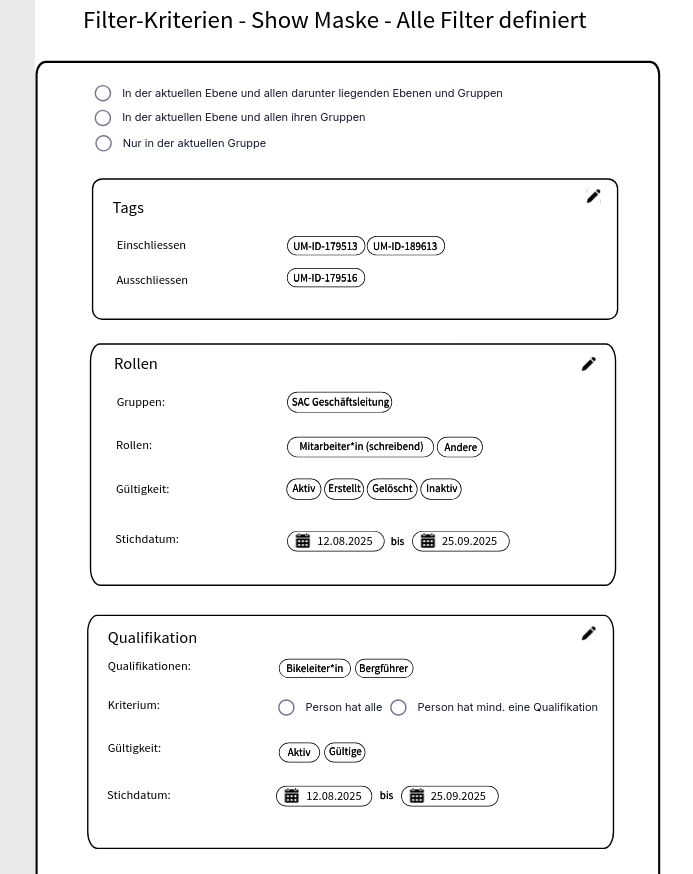 Filter-Kriterien - Show Maske - Alle Filter definiert
In der aktuellen Ebene und allen darunter liegenden Ebenen und Gruppen
In der aktuellen Ebene und allen ihren Gruppen
Nur in der aktuellen Gruppe
Tags
Einschliessen UM-ID-179513 UM-ID-189613
Ausschliessen UM-ID-179516
Rollen
Gruppen: SAC Geschäftsleitung
Rollen: Mitarbeiter*in (schreibend) Andere
Gültigkeit: Aktiv Erstellt Gelöscht Inaktiv
Stichdatum: 12.08.2025 bis 25.09.2025
Qualifikation
Qualifikationen: Bikeleiter*in Bergführer
Kriterium: Person hat alle Person hat mind. eine Qualifikation
Gültigkeit: Aktiv Gültige
Stichdatum: 12.08.2025 bis 25.09.2025